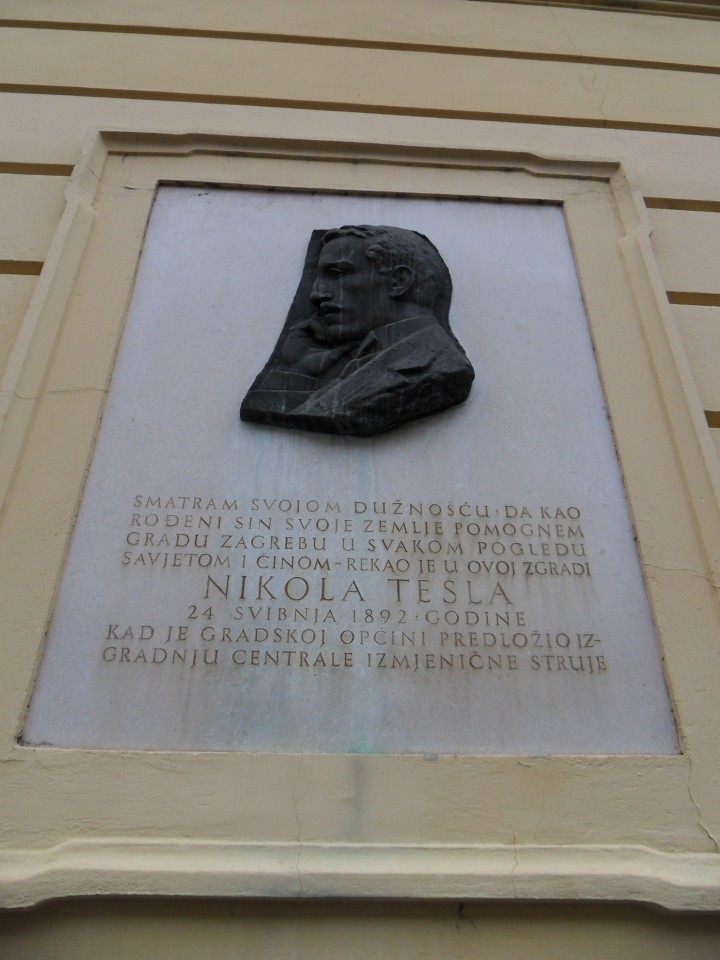 SMATRAM SVOJOM DUŽNOŠĆU·DA KAO
ROĐENI SIN SVOJE ZEMLJE POMOGNEM
GRADU ZAGREBU U SVAKOM POGLEDU
SAVJETOM I ČINOM-REKAO JE U OVOJ ZGRADI
NIKOLA TESLA
24 SVIBNJA 1892·GODINE
KAD JE GRADSKOJ OPĆINI PREDLOŽIO IZ-
GRADNJU CENTRALE IZMJENIČNE STRUJE